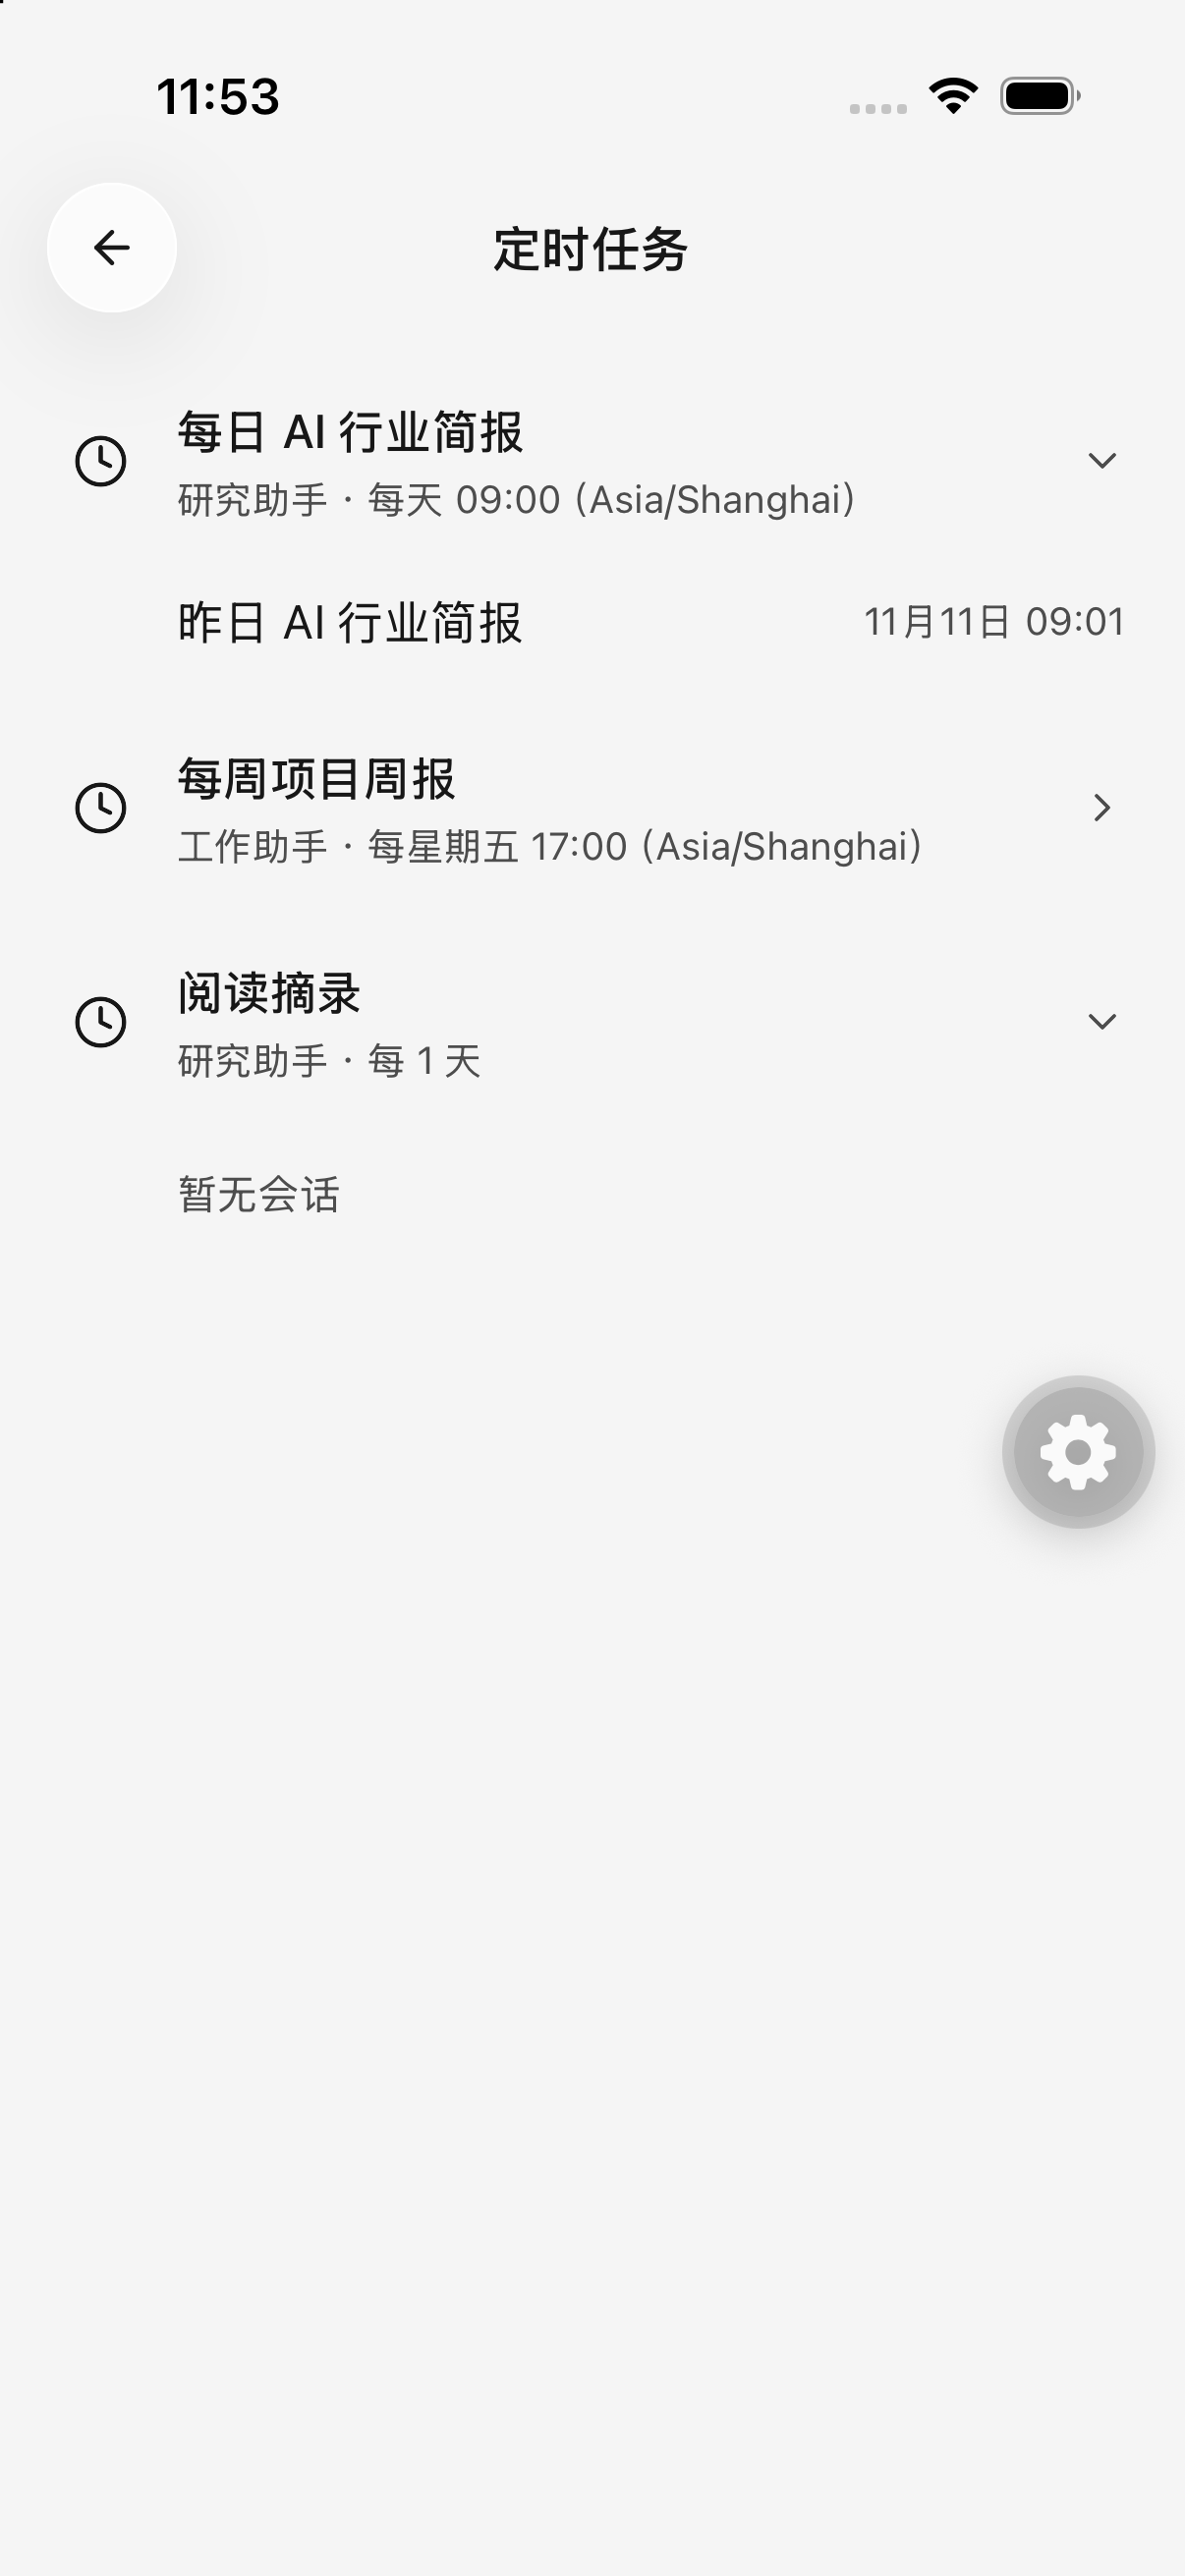 11:53
定时任务
每日 AI 行业简报
研究助手 · 每天 09:00 (Asia/Shanghai)
昨日 AI 行业简报 11月11日 09:01
每周项目周报
工作助手 · 每星期五 17:00 (Asia/Shanghai)
阅读摘录
研究助手 · 每 1 天
暂无会话